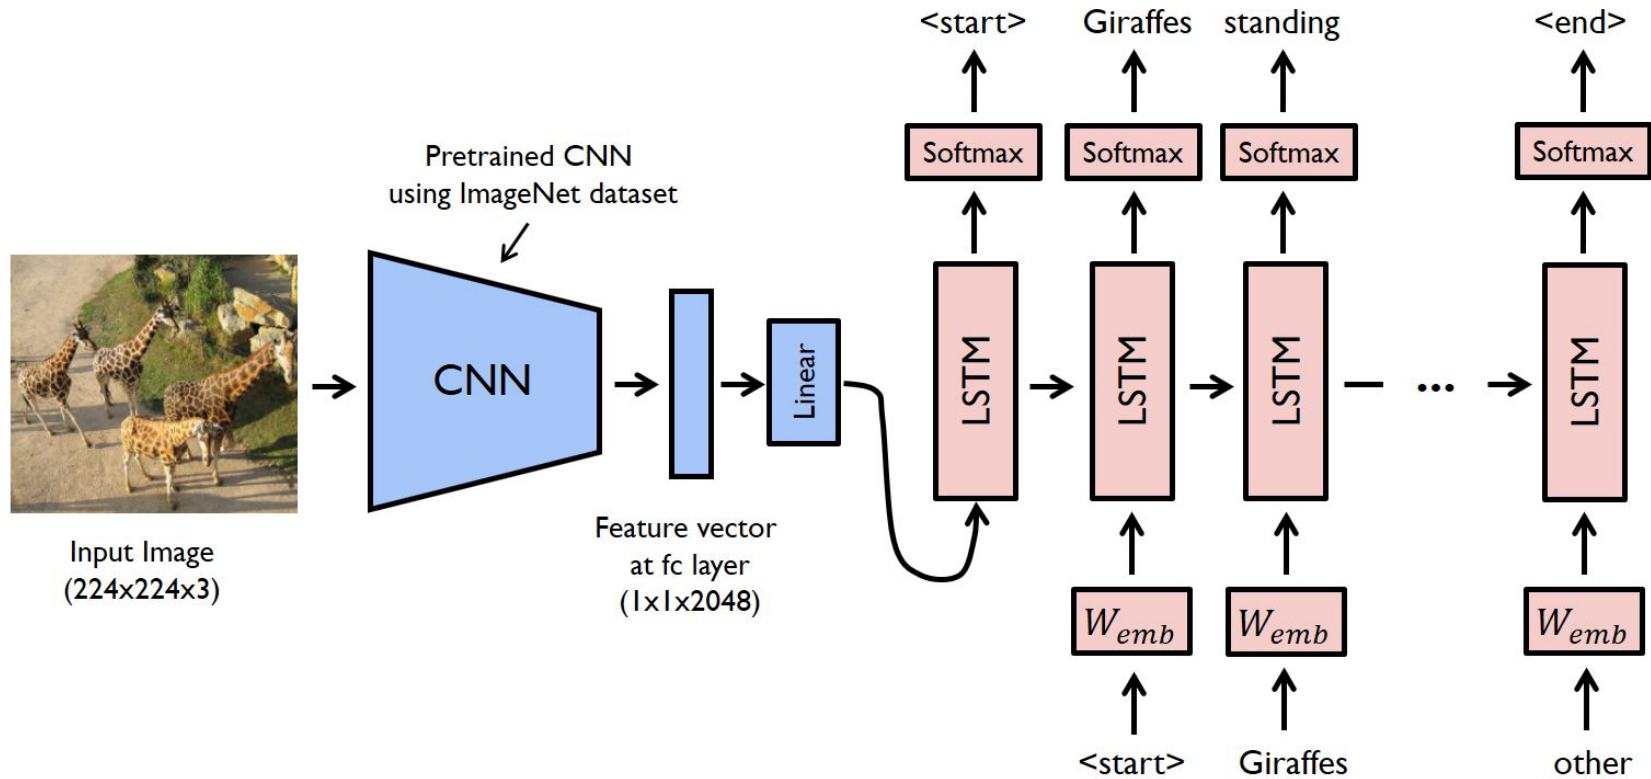 <start> Giraffes standing <end>
Softmax Softmax Softmax Softmax
Pretrained CNN
using ImageNet dataset
CNN
Linear
LSTM LSTM LSTM ... LSTM
Feature vector
at fc layer
(1x1x2048)
Input Image
(224x224x3)
W_emb W_emb W_emb
<start> Giraffes other